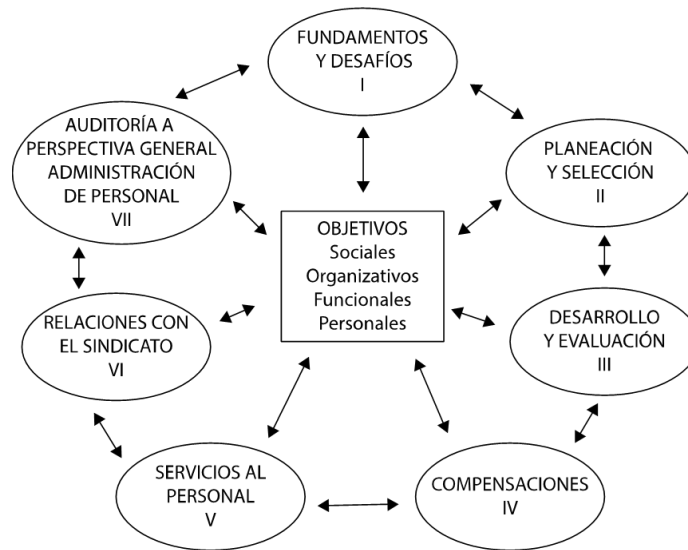 FUNDAMENTOS
Y DESAFÍOS
I
PLANEACIÓN
Y SELECCIÓN
II
DESARROLLO
Y EVALUACIÓN
III
COMPENSACIONES
IV
SERVICIOS AL
PERSONAL
V
RELACIONES CON
EL SINDICATO
VI
AUDITORÍA A
PERSPECTIVA GENERAL
ADMINISTRACIÓN
DE PERSONAL
VII
OBJETIVOS
Sociales
Organizativos
Funcionales
Personales